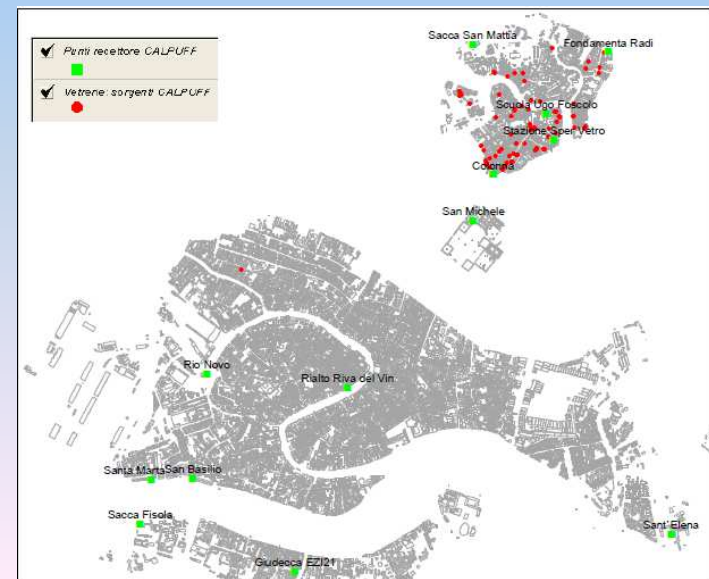 Punti recettore CALPUFF
Vetrerie: sorgenti CALPUFF
Sacca San Mattia
Fondamenta Radi
Scuola Ugo Foscolo
Stazione Sper Vetro
Colonna
San Michele
Rio Novo
Rialto Riva del Vin
Santa Marta
San Basilio
Sacca Fisola
Sant' Elena
Giudecca EZI21